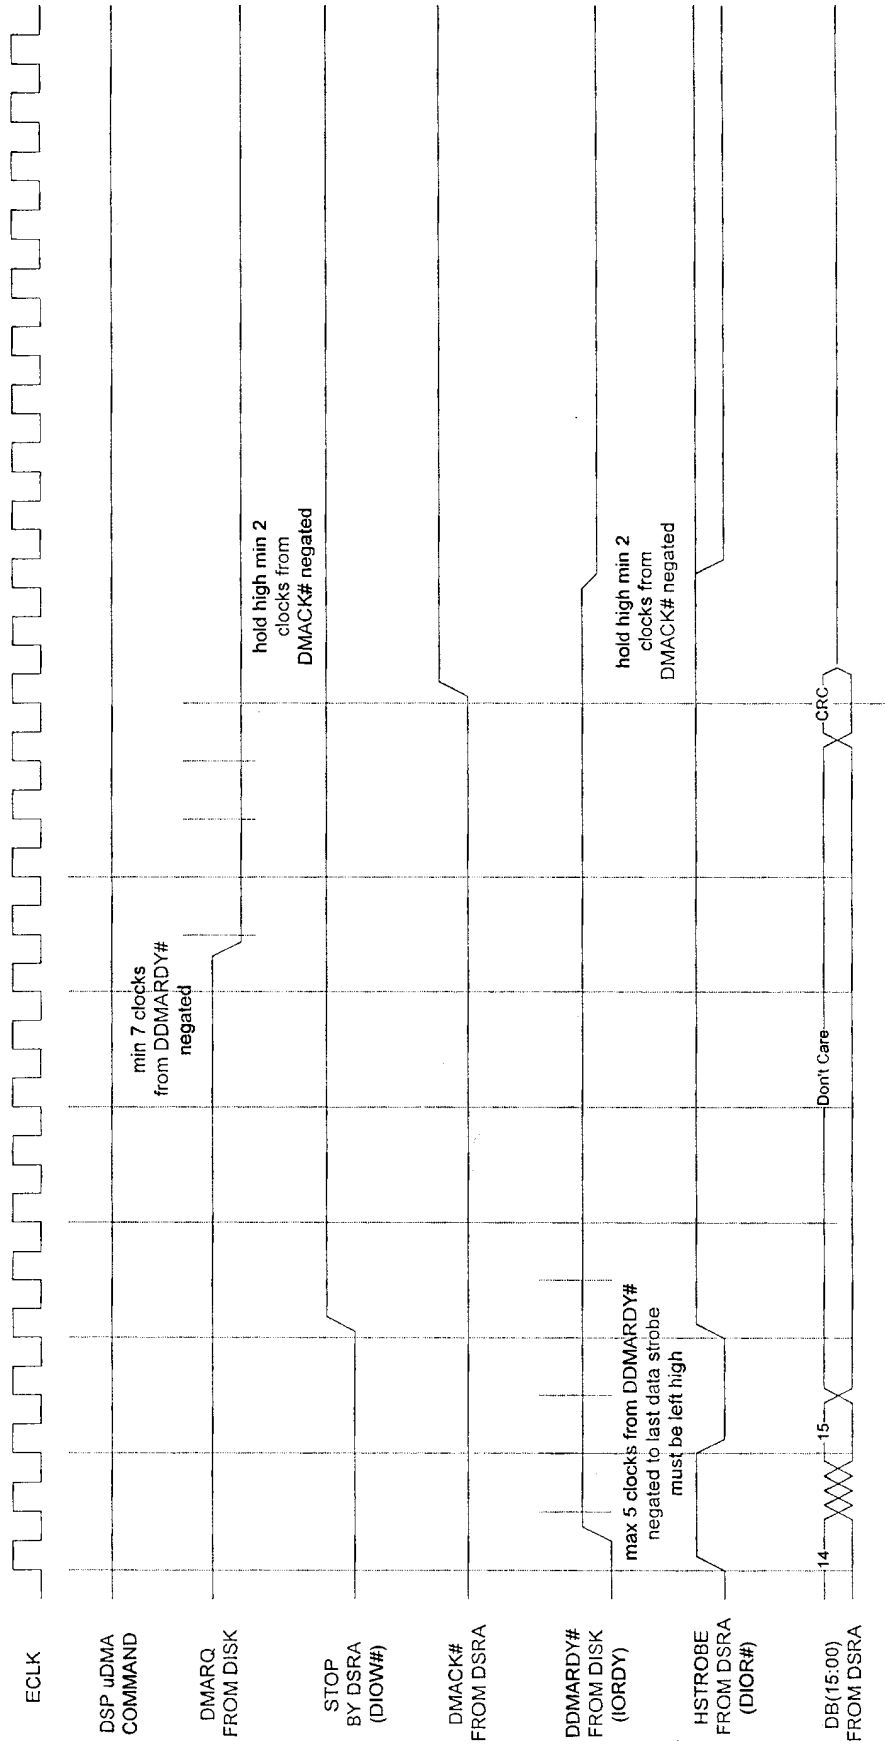 ECLK
DSP uDMA
COMMAND
min 7 clocks
from DDMARDY#
negated
DMARQ
FROM DISK
hold high min 2
clocks from
DMACK# negated
STOP
BY DSRA
(DIOW#)
DMACK#
FROM DSRA
DDMARDY#
FROM DISK
(IORDY)
max 5 clocks from DDMARDY#
negated to last data strobe
must be left high
hold high min 2
clocks from
DMACK# negated
HSTROBE
FROM DSRA
(DIOR#)
14
15
Don't Care
CRC
DB(15:00)
FROM DSRA